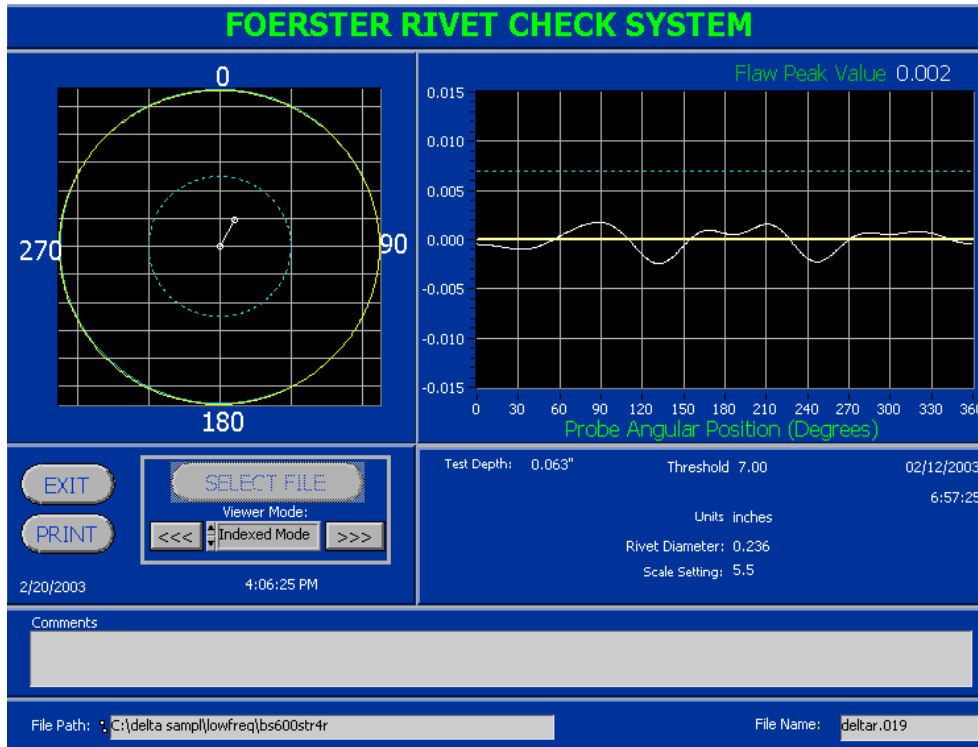 FOERSTER RIVET CHECK SYSTEM
0
270
90
180
Flaw Peak Value 0.002
0.015
0.010
0.005
0.000
-0.005
-0.010
-0.015
0 30 60 90 120 150 180 210 240 270 300 330 360
Probe Angular Position (Degrees)
EXIT
PRINT
SELECT FILE
Viewer Mode:
<<< Indexed Mode >>>
2/20/2003 4:06:25 PM
Test Depth: 0.063" Threshold 7.00 02/12/2003
6:57:25
Units inches
Rivet Diameter: 0.236
Scale Setting: 5.5
Comments
File Path: C:\delta sampl\lowfreq\bs600str4r
File Name: deltar.019